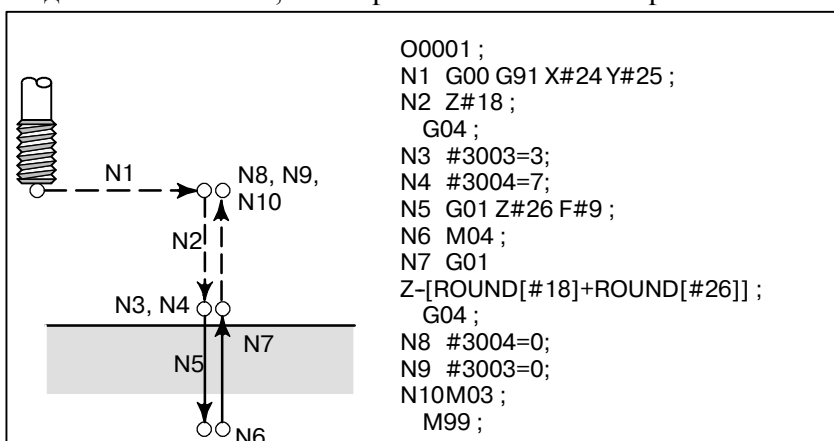 O0001 ;
N1 G00 G91 X#24 Y#25 ;
N2 Z#18 ;
G04 ;
N3 #3003=3;
N4 #3004=7;
N5 G01 Z#26 F#9 ;
N6 M04 ;
N7 G01
Z-[ROUND[#18]+ROUND[#26]] ;
G04 ;
N8 #3004=0;
N9 #3003=0;
N10M03 ;
M99 ;
N1
N8, N9,
N10
N2
N3, N4
N7
N5
N6